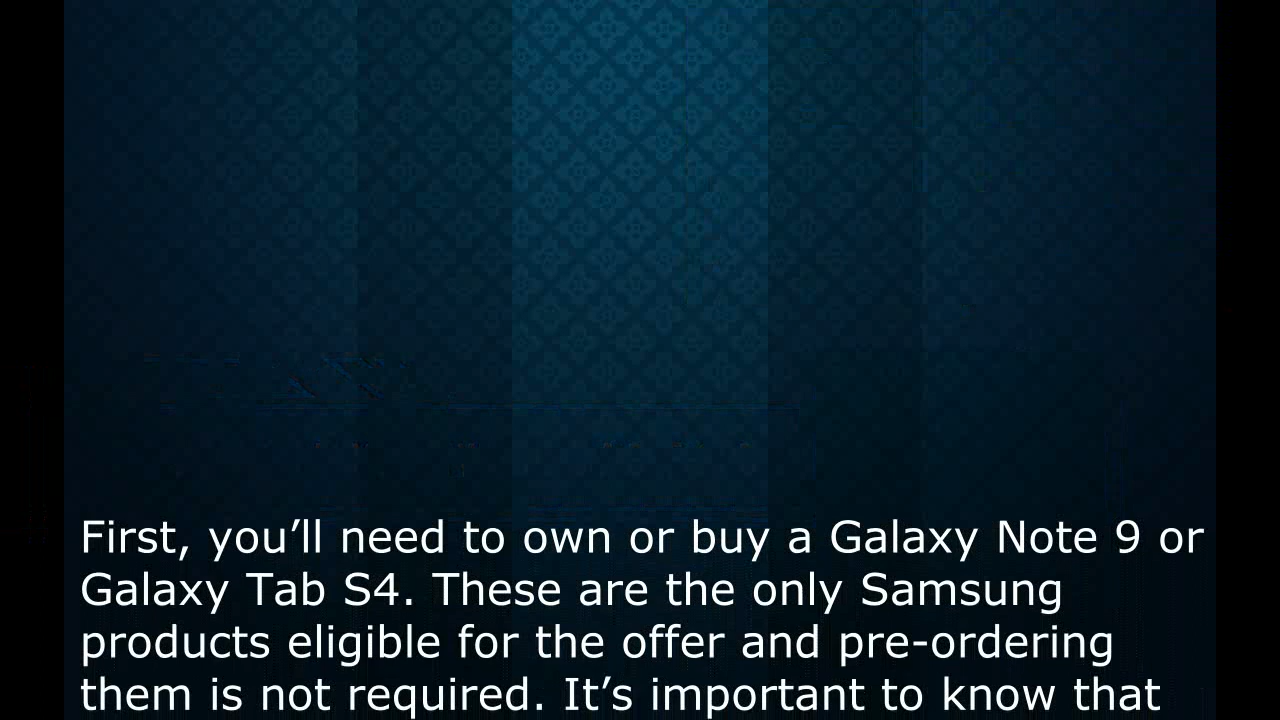 First, you’ll need to own or buy a Galaxy Note 9 or
Galaxy Tab S4. These are the only Samsung
products eligible for the offer and pre-ordering
them is not required. It’s important to know that